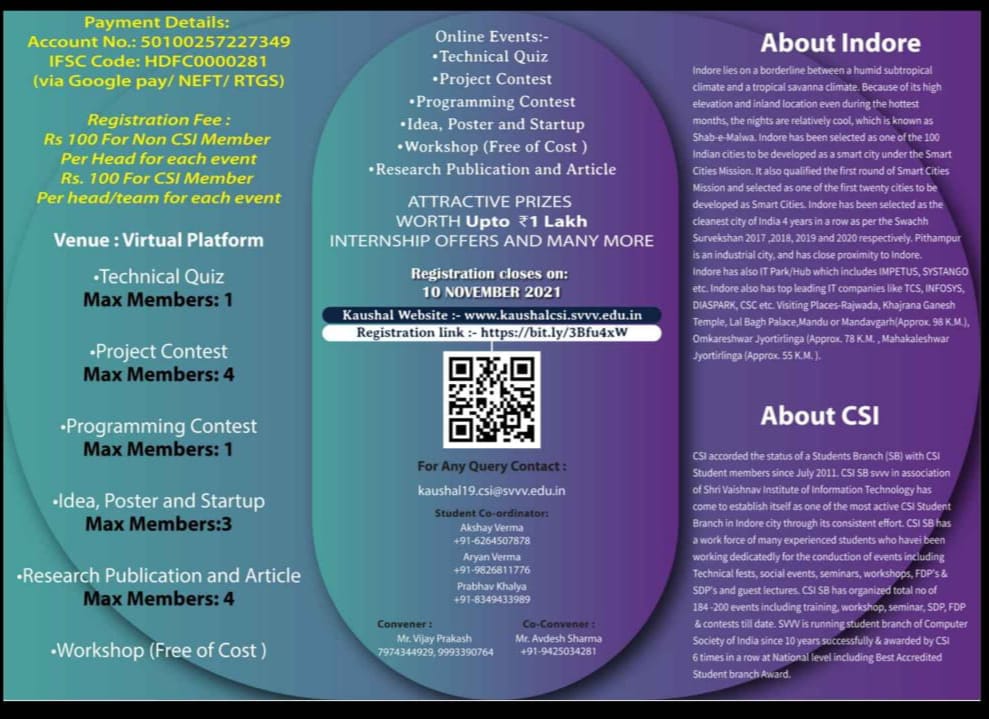 Payment Details:
Account No.: 50100257227349
IFSC Code: HDFC0000281
(via Google pay/ NEFT/ RTGS)
Registration Fee :
Rs 100 For Non CSI Member
Per Head for each event
Rs. 100 For CSI Member
Per head/team for each event
Venue : Virtual Platform
•Technical Quiz
Max Members: 1
•Project Contest
Max Members: 4
•Programming Contest
Max Members: 1
•Idea, Poster and Startup
Max Members:3
•Research Publication and Article
Max Members: 4
•Workshop (Free of Cost )
Online Events:-
•Technical Quiz
•Project Contest
•Programming Contest
•Idea, Poster and Startup
•Workshop (Free of Cost )
•Research Publication and Article
ATTRACTIVE PRIZES
WORTH Upto ₹1 Lakh
INTERNSHIP OFFERS AND MANY MORE
Registration closes on:
10 NOVEMBER 2021
Kaushal Website :- www.kaushalcsi.svvv.edu.in
Registration link :- https://bit.ly/3Bfu4xW
For Any Query Contact :
kaushal19.csi@svvv.edu.in
Student Co-ordinator:
Akshay Verma
+91-6264507878
Aryan Verma
+91-9826811776
Prabhav Khalya
+91-8349433989
Convener :
Mr. Vijay Prakash
7974344929, 9993390764
Co-Convener :
Mr. Avdesh Sharma
+91-9425034281
About Indore
Indore lies on a borderline between a humid subtropical
climate and a tropical savanna climate. Because of its high
elevation and inland location even during the hottest
months, the nights are relatively cool, which is known as
Shab-e-Malwa. Indore has been selected as one of the 100
Indian cities to be developed as a smart city under the Smart
Cities Mission. It also qualified the first round of Smart Cities
Mission and selected as one of the first twenty cities to be
developed as Smart Cities. Indore has been selected as the
cleanest city of India 4 years in a row as per the Swachh
Survekshan 2017 ,2018, 2019 and 2020 respectively. Pithampur
is an industrial city, and has close proximity to Indore.
Indore has also IT Park/Hub which includes IMPETUS, SYSTANGO
etc. Indore also has top leading IT companies like TCS, INFOSYS,
DIASPARK, CSC etc. Visiting Places-Rajwada, Khajrana Ganesh
Temple, Lal Bagh Palace,Mandu or Mandavgarh(Approx. 98 K.M.),
Omkareshwar Jyortirlinga (Approx. 78 K.M. , Mahakaleshwar
Jyortirlinga (Approx. 55 K.M. ).
About CSI
CSI accorded the status of a Students Branch (SB) with CSI
Student members since July 2011. CSI SB svvv in association
of Shri Vaishnav Institute of Information Technology has
come to establish itself as one of the most active CSI Student
Branch in Indore city through its consistent effort. CSI SB has
a work force of many experienced students who havei been
working dedicatedly for the conduction of events including
Technical fests, social events, seminars, workshops, FDP's &
SDP's and guest lectures. CSI SB has organized total no of
184 -200 events including training, workshop, seminar, SDP, FDP
& contests till date. SVVV is running student branch of Computer
Society of India since 10 years successfully & awarded by CSI
6 times in a row at National level including Best Accredited
Student branch Award.